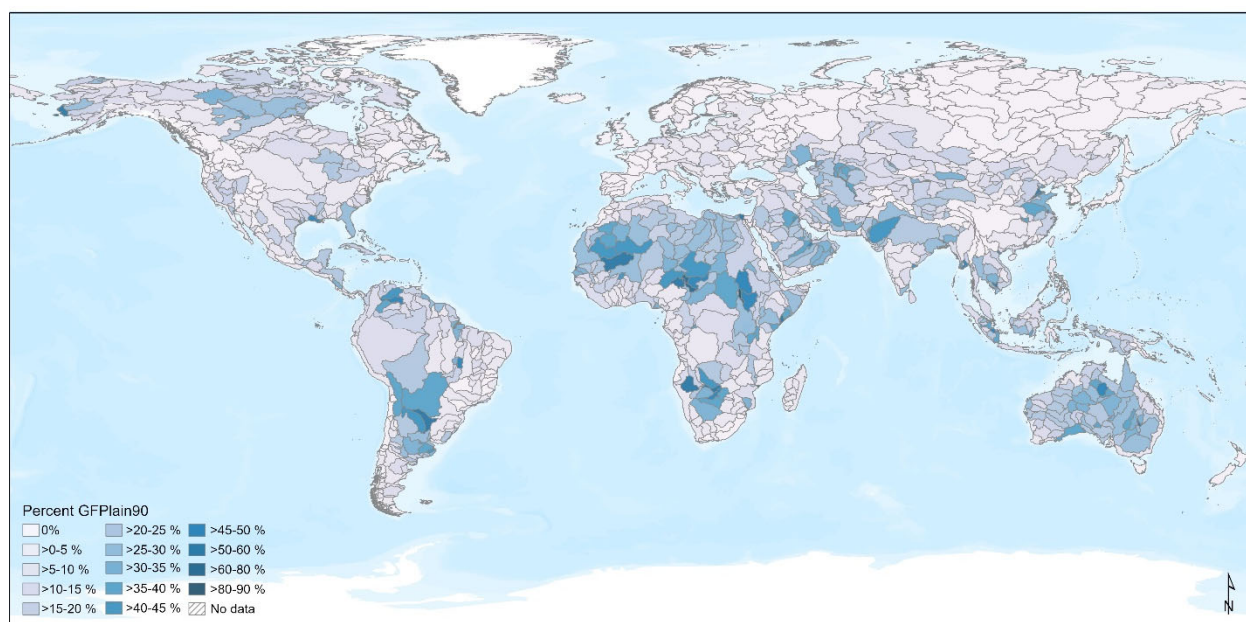 Percent GFPlain90
0% >20-25 % >45-50 %
>0-5 % >25-30 % >50-60 %
>5-10 % >30-35 % >60-80 %
>10-15 % >35-40 % >80-90 %
>15-20 % >40-45 % No data
N